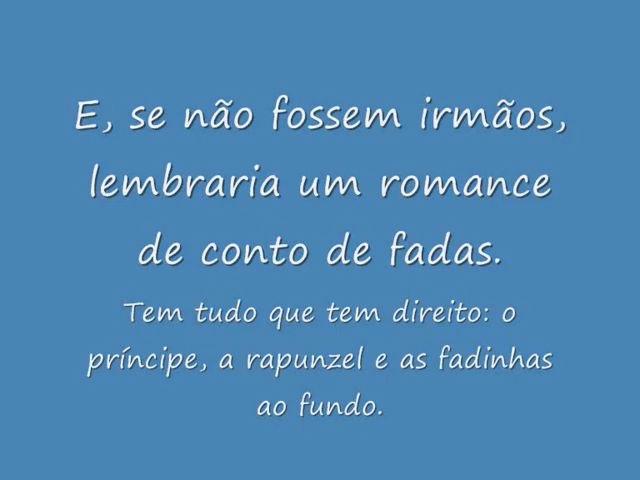 E, se não fossem irmãos,
lembraria um romance
de conto de fadas.
Tem tudo que tem direito: o
príncipe, a rapunzel e as fadinhas
ao fundo.